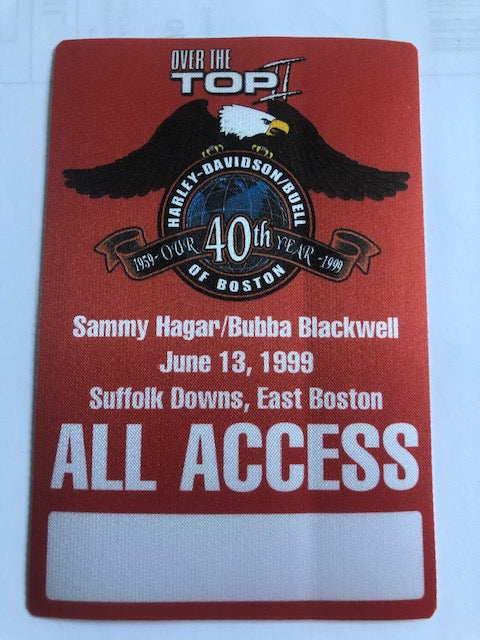 OVER THE
TOP II
HARLEY-DAVIDSON/BUELL
1959 - OUR 40th YEAR - 1999
OF BOSTON
Sammy Hagar/Bubba Blackwell
June 13, 1999
Suffolk Downs, East Boston
ALL ACCESS